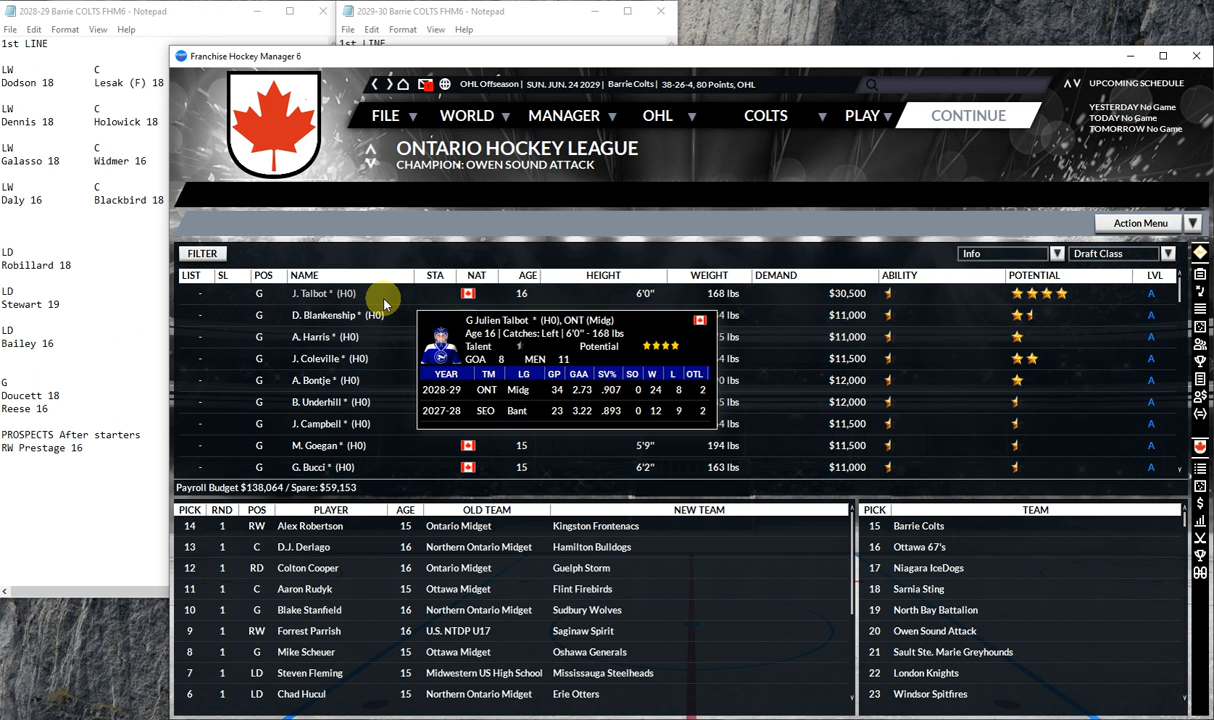 2028-29 Barrie COLTS FHM6 - Notepad
File Edit Format View Help
1st LINE
LW C
Dodson 18 Lesak (F) 18
LW C
Dennis 18 Holowick 18
LW C
Galasso 18 Widmer 16
LW C
Daly 16 Blackbird 18
LD
Robillard 18
LD
Stewart 19
LD
Bailey 16
G
Doucett 18
Reese 16
PROSPECTS After starters
RW Prestage 16
2029-30 Barrie COLTS FHM6 - Notepad
File Edit Format View Help
1st LINE
Franchise Hockey Manager 6
OHL Offseason | SUN. JUN. 24 2029 | Barrie Colts | 38-26-4, 80 Points, OHL
UPCOMING SCHEDULE
YESTERDAY No Game
TODAY No Game
TOMORROW No Game
FILE WORLD MANAGER OHL COLTS PLAY CONTINUE
ONTARIO HOCKEY LEAGUE
CHAMPION: OWEN SOUND ATTACK
Action Menu
FILTER Info Draft Class
LIST SL POS NAME STA NAT AGE HEIGHT WEIGHT DEMAND ABILITY POTENTIAL LVL
- G J. Talbot * (H0) 16 6'0" 168 lbs $30,500 A
- G D. Blankenship * (H0) 4 lbs $11,000 A
- G A. Harris * (H0) 5 lbs $11,000 A
- G J. Coleville * (H0) lbs $11,500 A
- G A. Bontje * (H0) lbs $12,000 A
- G B. Underhill * (H0) lbs $12,000 A
- G J. Campbell * (H0) 4 lbs $11,500 A
- G M. Goegan * (H0) 15 5'9" 194 lbs $11,500 A
- G G. Bucci * (H0) 15 6'2" 163 lbs $11,000 A
G Julien Talbot * (H0), ONT (Midg)
Age 16 | Catches: Left | 6'0" - 168 lbs
Talent Potential
GOA 8 MEN 11
YEAR TM LG GP GAA SV% SO W L OTL
2028-29 ONT Midg 34 2.73 .907 0 24 8 2
2027-28 SEO Bant 23 3.22 .893 0 12 9 2
Payroll Budget $138,064 / Spare: $59,153
PICK RND POS PLAYER AGE OLD TEAM NEW TEAM
14 1 RW Alex Robertson 15 Ontario Midget Kingston Frontenacs
13 1 C D.J. Derlago 16 Northern Ontario Midget Hamilton Bulldogs
12 1 RD Colton Cooper 16 Ontario Midget Guelph Storm
11 1 C Aaron Rudyk 15 Ottawa Midget Flint Firebirds
10 1 G Blake Stanfield 16 Northern Ontario Midget Sudbury Wolves
9 1 RW Forrest Parrish 16 U.S. NTDP U17 Saginaw Spirit
8 1 G Mike Scheuer 15 Ottawa Midget Oshawa Generals
7 1 LD Steven Fleming 15 Midwestern US High School Mississauga Steelheads
6 1 LD Chad Hucul 15 Northern Ontario Midget Erie Otters
PICK TEAM
15 Barrie Colts
16 Ottawa 67's
17 Niagara IceDogs
18 Sarnia Sting
19 North Bay Battalion
20 Owen Sound Attack
21 Sault Ste. Marie Greyhounds
22 London Knights
23 Windsor Spitfires